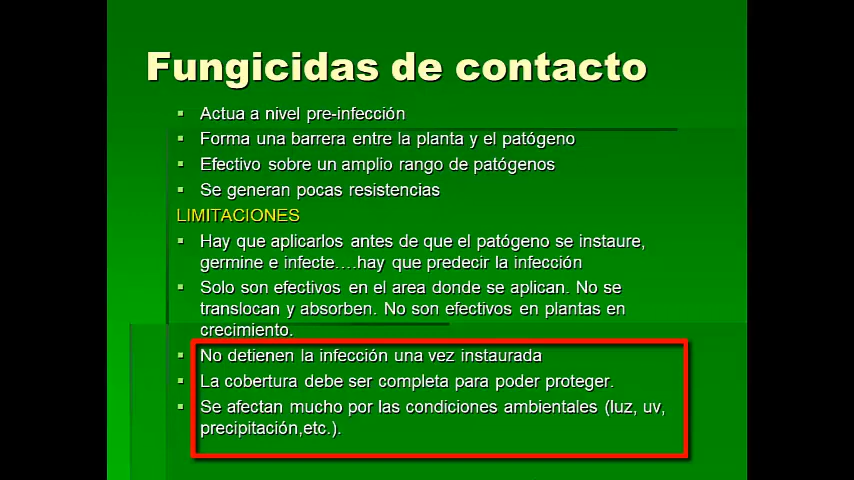 Fungicidas de contacto
Actua a nivel pre-infección
Forma una barrera entre la planta y el patógeno
Efectivo sobre un amplio rango de patógenos
Se generan pocas resistencias
LIMITACIONES
Hay que aplicarlos antes de que el patógeno se instaure,
germine e infecte....hay que predecir la infección
Solo son efectivos en el area donde se aplican. No se
translocan y absorben. No son efectivos en plantas en
crecimiento.
No detienen la infección una vez instaurada
La cobertura debe ser completa para poder proteger.
Se afectan mucho por las condiciones ambientales (luz, uv,
precipitación,etc.).